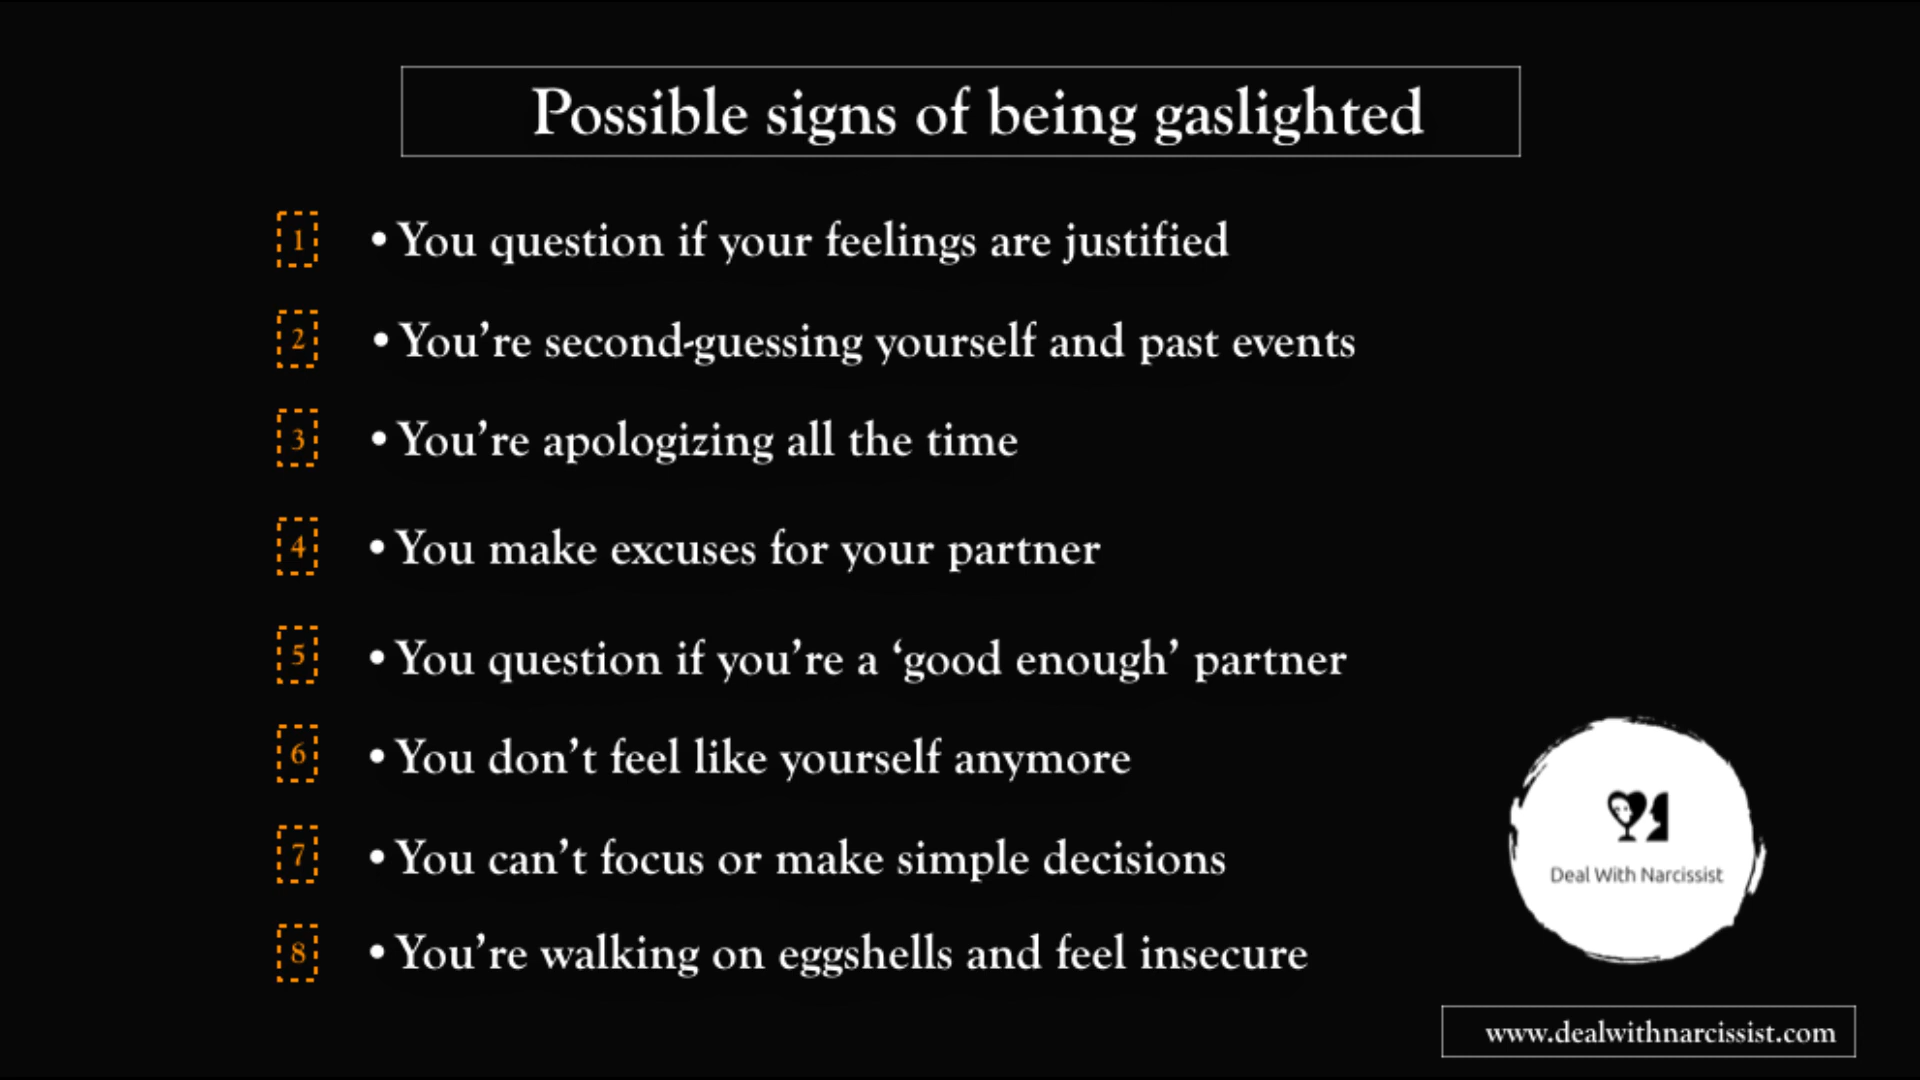 Possible signs of being gaslighted
1 • You question if your feelings are justified
2 • You’re second-guessing yourself and past events
3 • You’re apologizing all the time
4 • You make excuses for your partner
5 • You question if you’re a ‘good enough’ partner
6 • You don’t feel like yourself anymore
7 • You can’t focus or make simple decisions
8 • You’re walking on eggshells and feel insecure
Deal With Narcissist
www.dealwithnarcissist.com